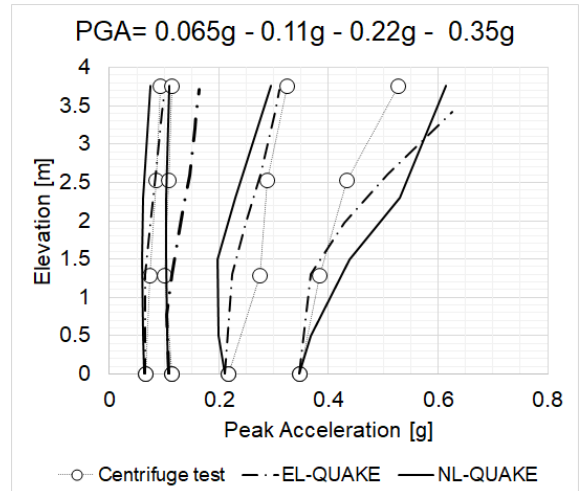 PGA= 0.065g - 0.11g - 0.22g - 0.35g
4
3.5
3
2.5
2
1.5
1
0.5
0
Elevation [m]
0 0.2 0.4 0.6 0.8
Peak Acceleration [g]
Centrifuge test EL-QUAKE NL-QUAKE